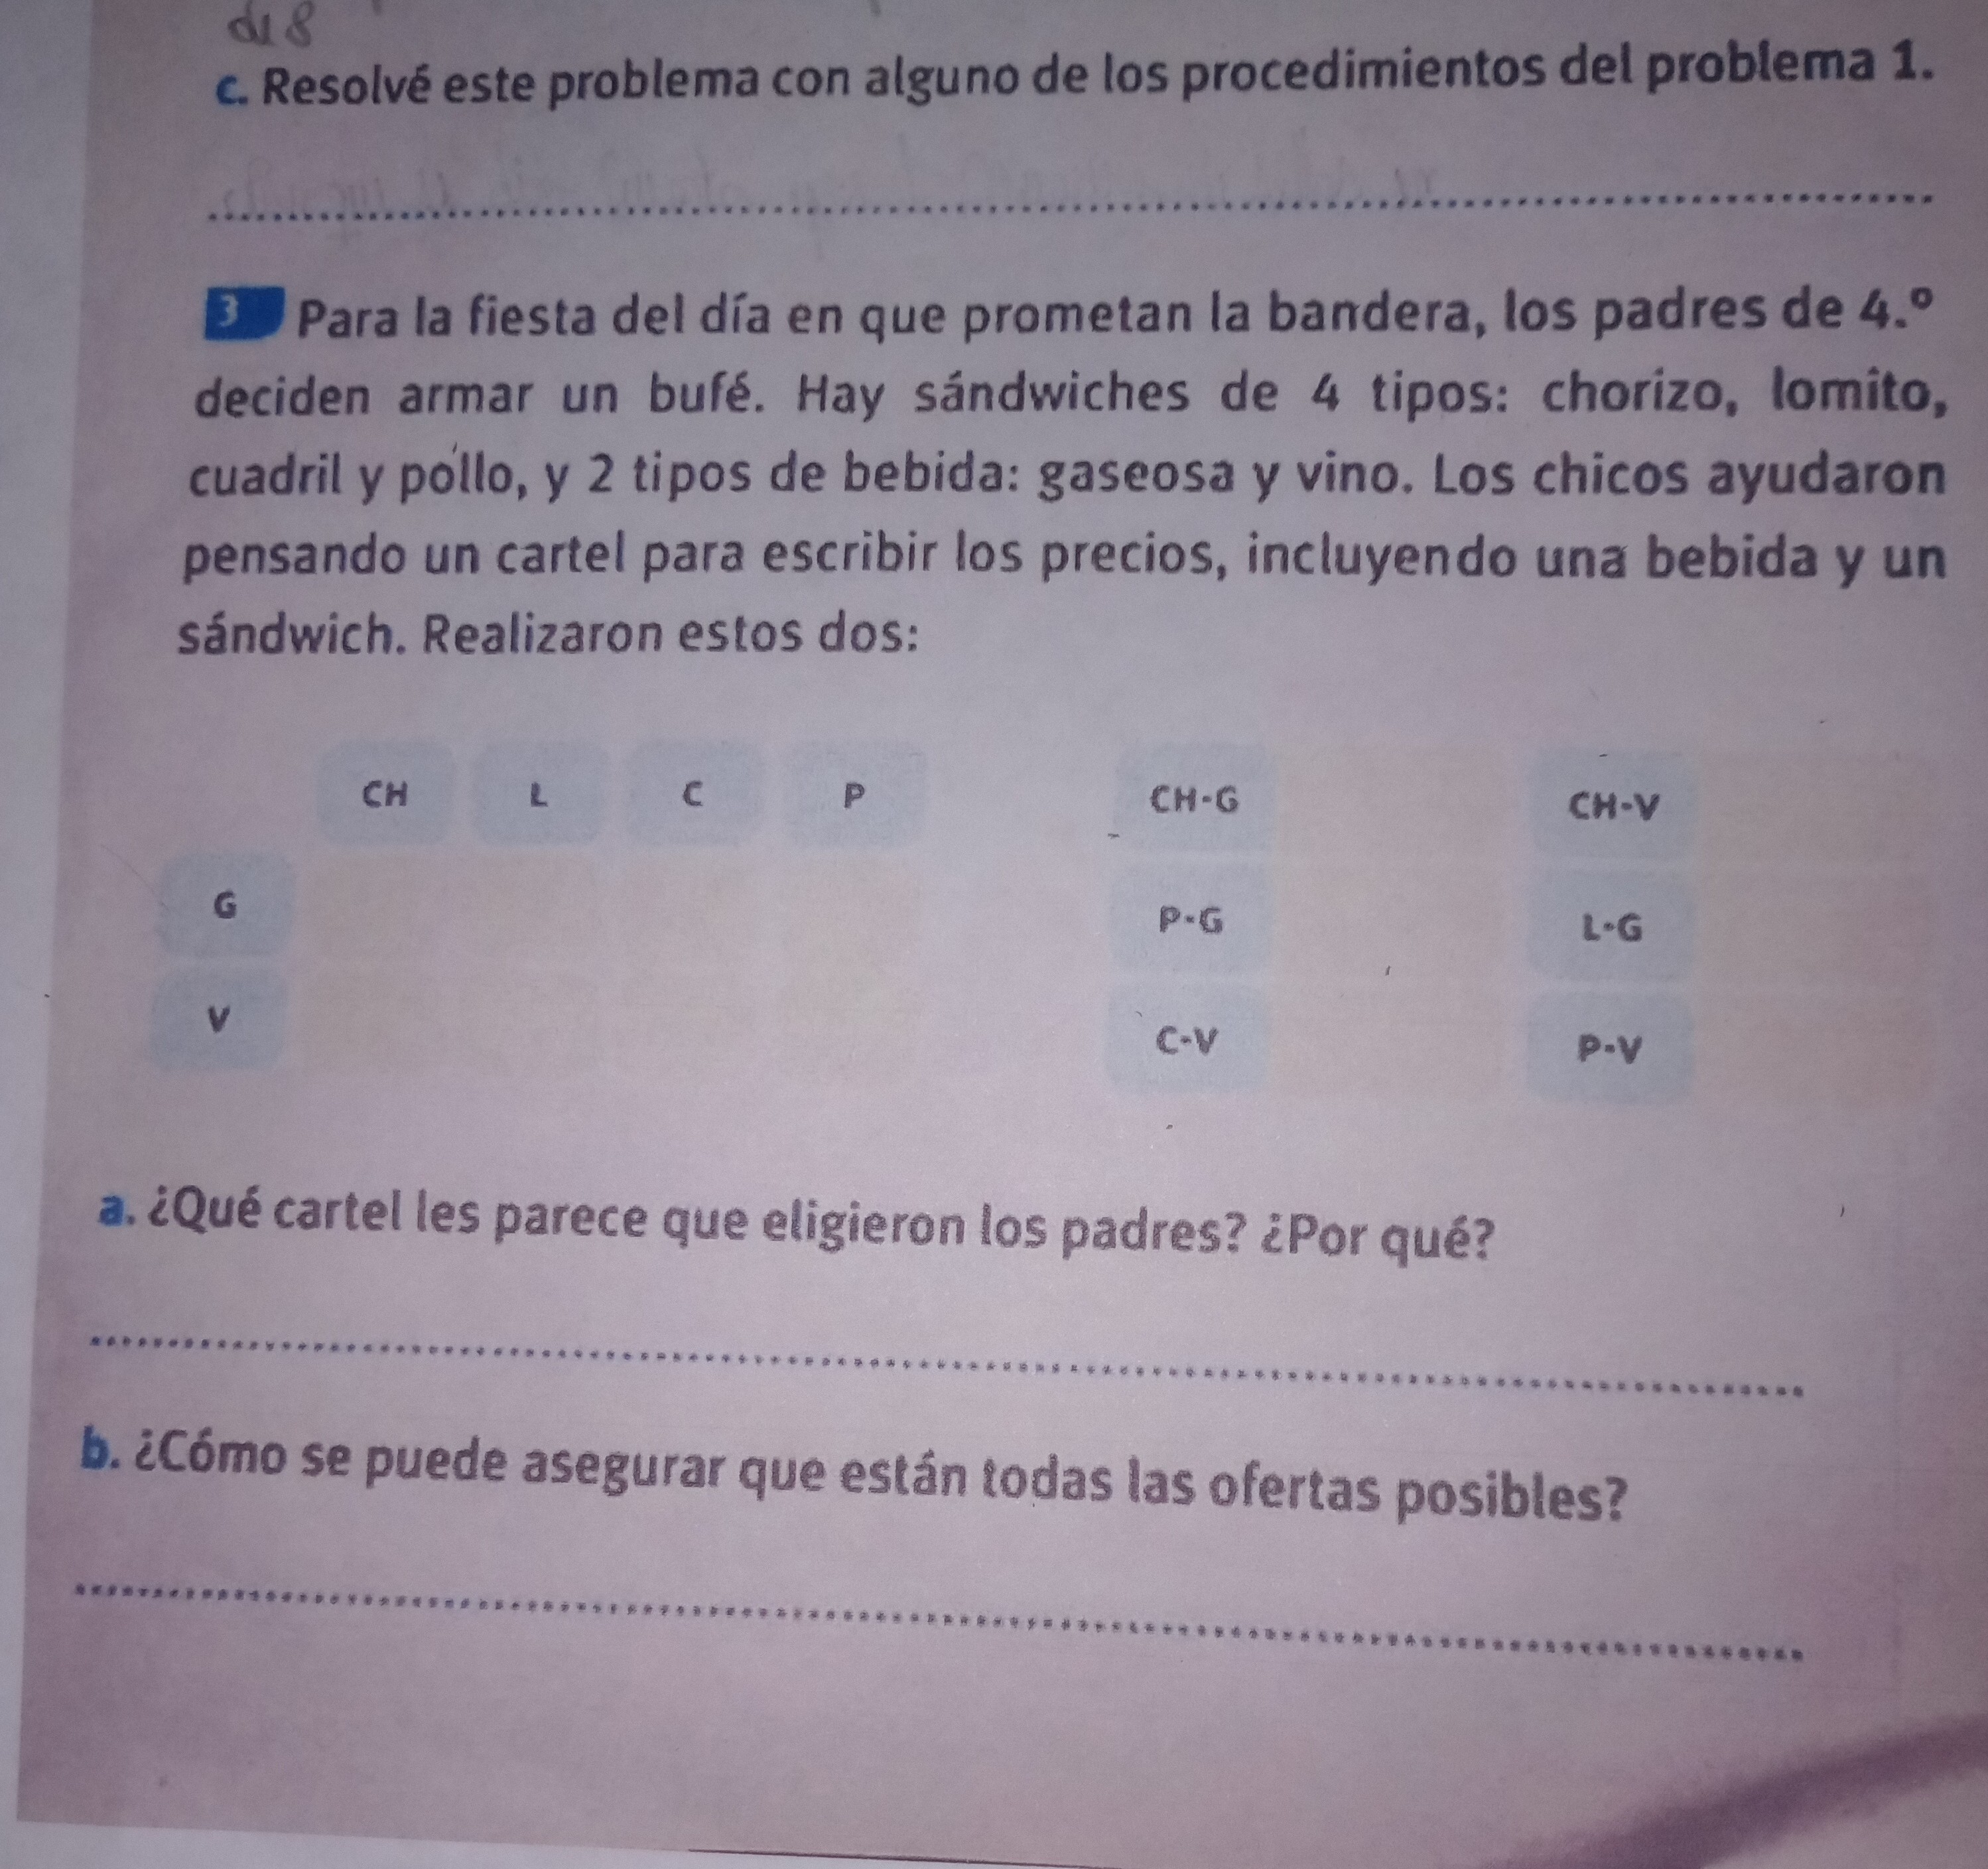 c. Resolvé este problema con alguno de los procedimientos del problema 1.
3 Para la fiesta del día en que prometan la bandera, los padres de 4.º
deciden armar un bufé. Hay sándwiches de 4 tipos: chorizo, lomito,
cuadril y pollo, y 2 tipos de bebida: gaseosa y vino. Los chicos ayudaron
pensando un cartel para escribir los precios, incluyendo una bebida y un
sándwich. Realizaron estos dos:
CH L C P
G
V
CH-G CH-V
P-G L-G
C-V P-V
a. ¿Qué cartel les parece que eligieron los padres? ¿Por qué?
b. ¿Cómo se puede asegurar que están todas las ofertas posibles?